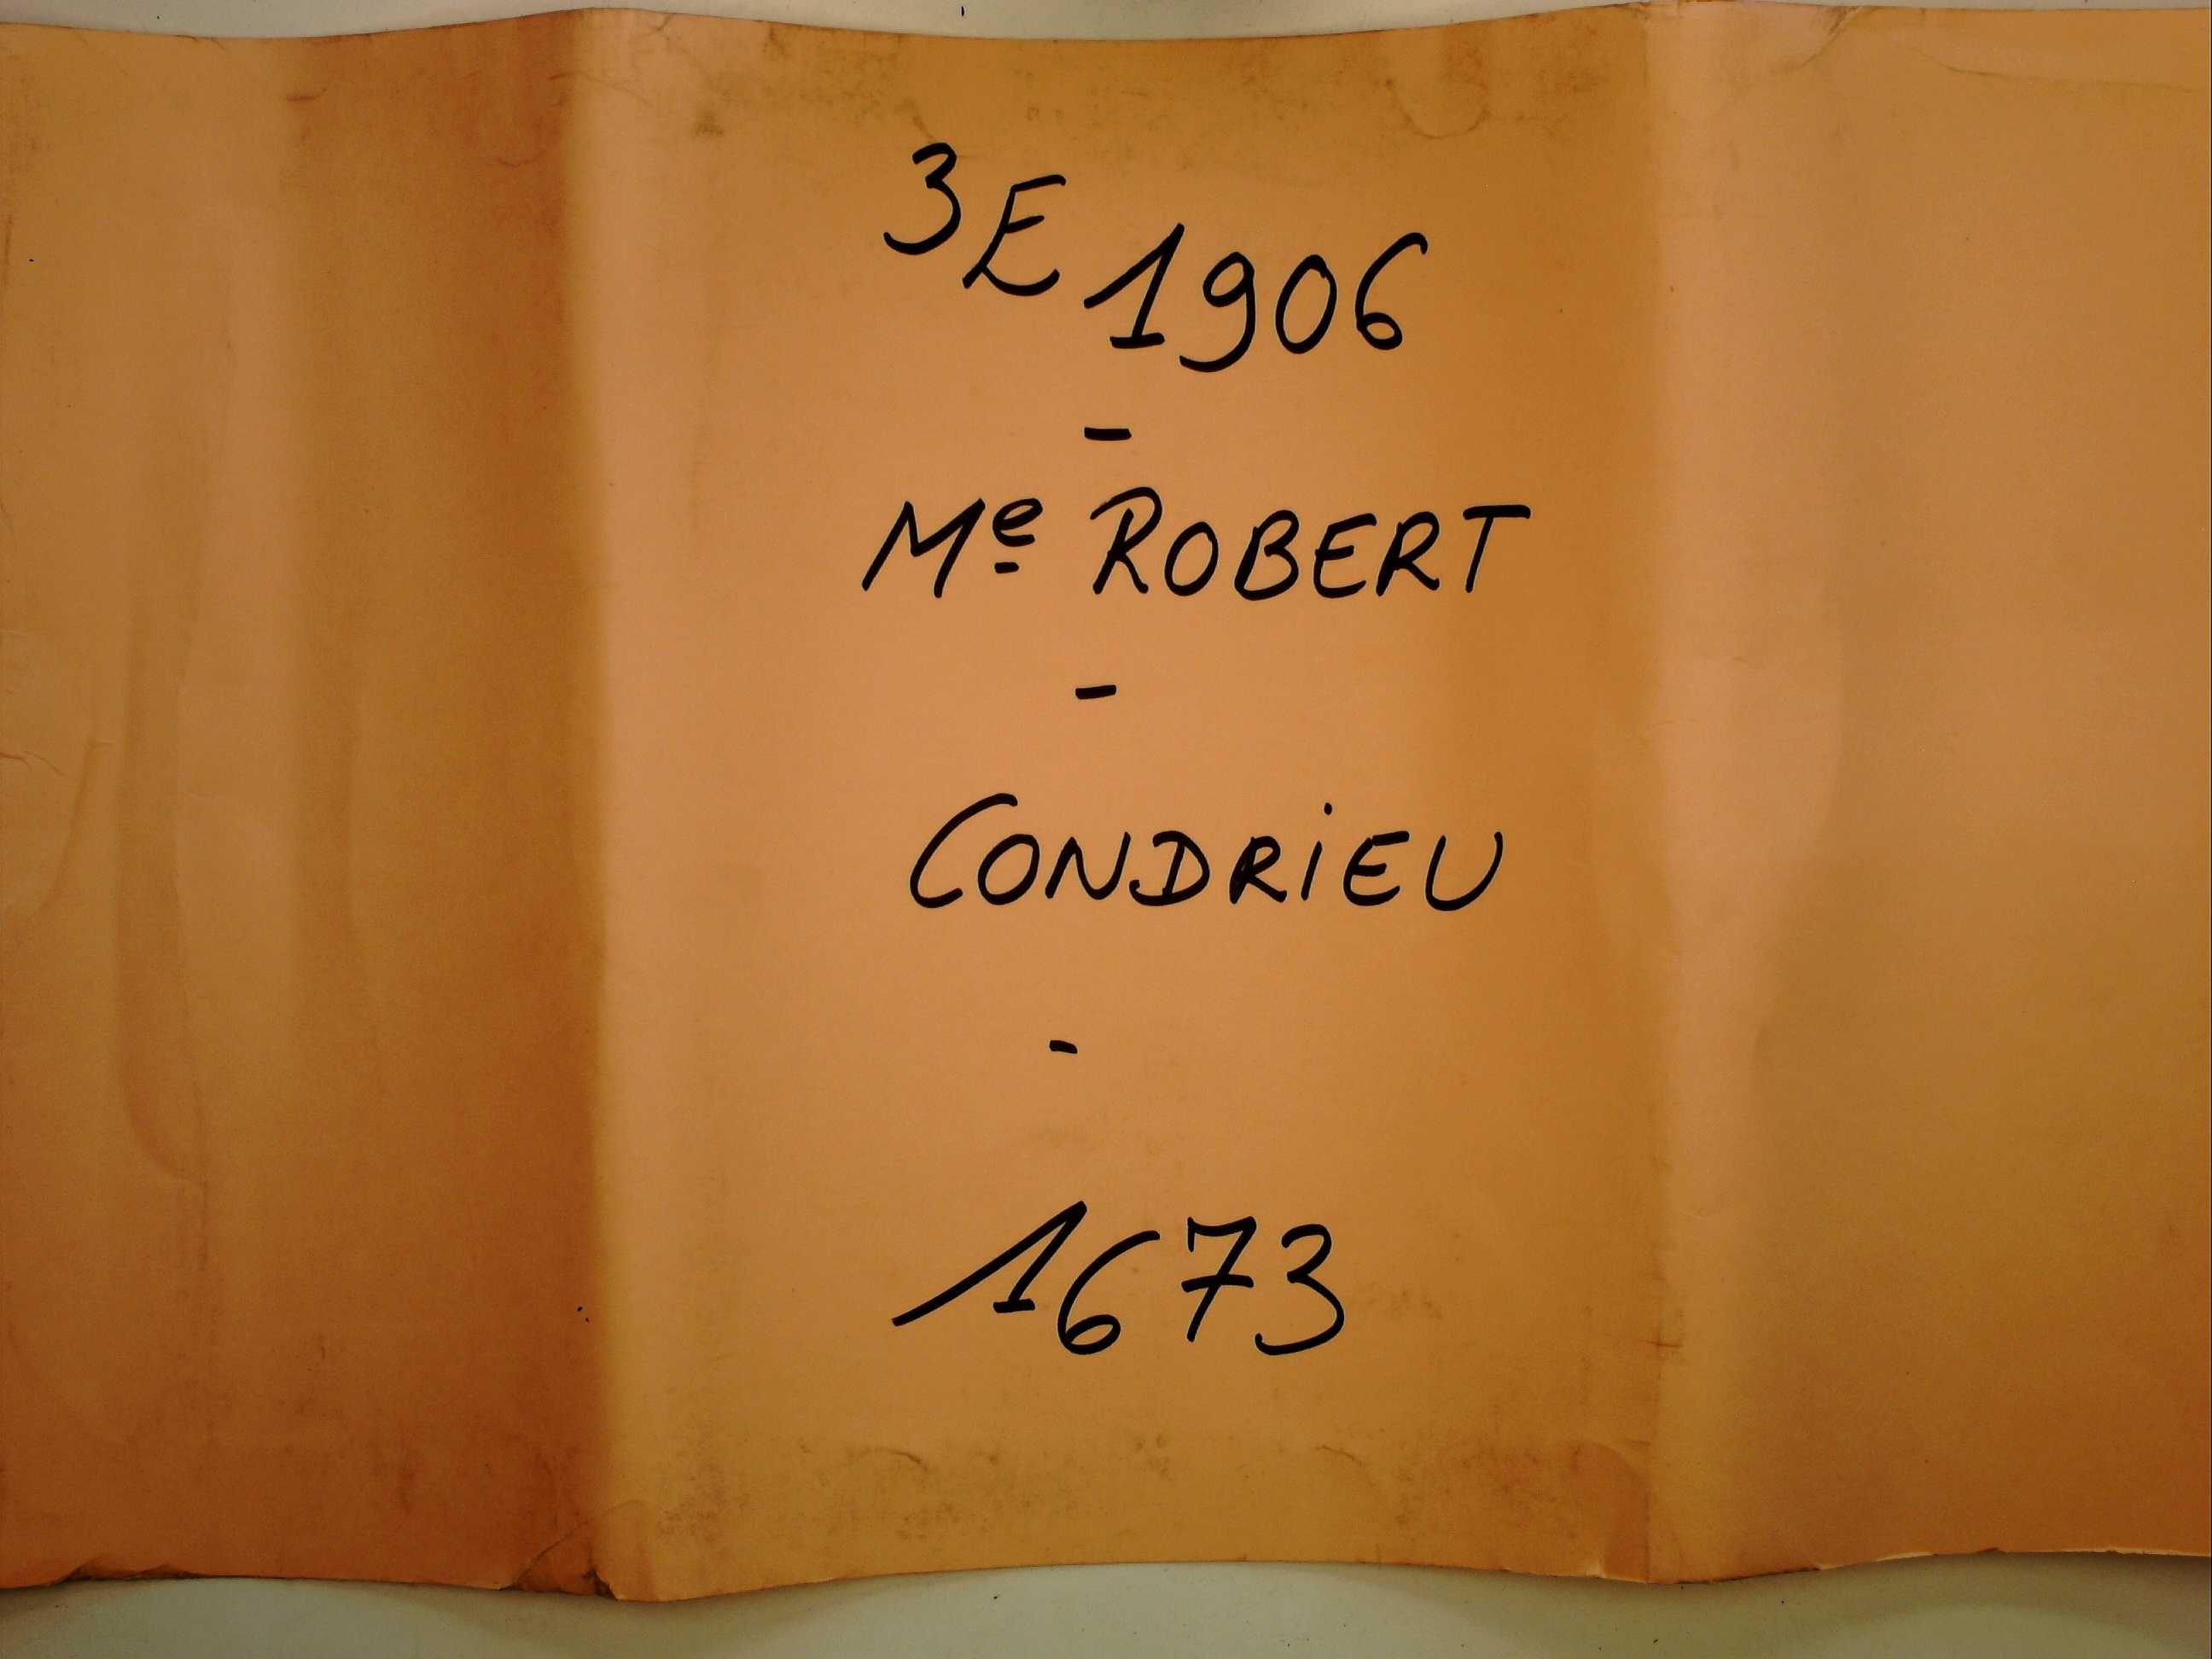 3E 1906
-
Me ROBERT
-
CONDRiEU
-
1673